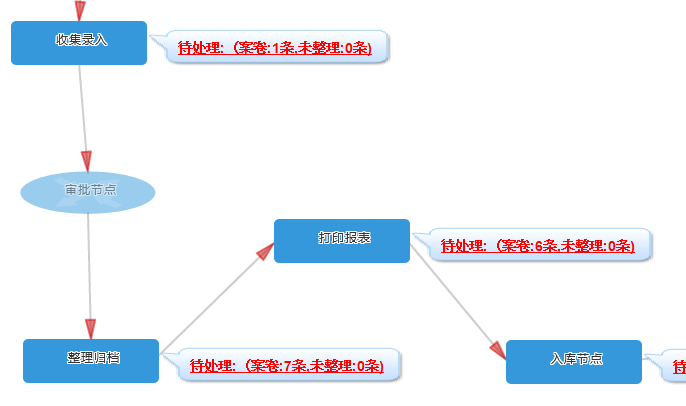 收集录入
待处理:（案卷:1条,未整理:0条)
审批节点
打印报表
待处理:（案卷:6条,未整理:0条)
整理归档
待处理:（案卷:7条,未整理:0条)
入库节点
待